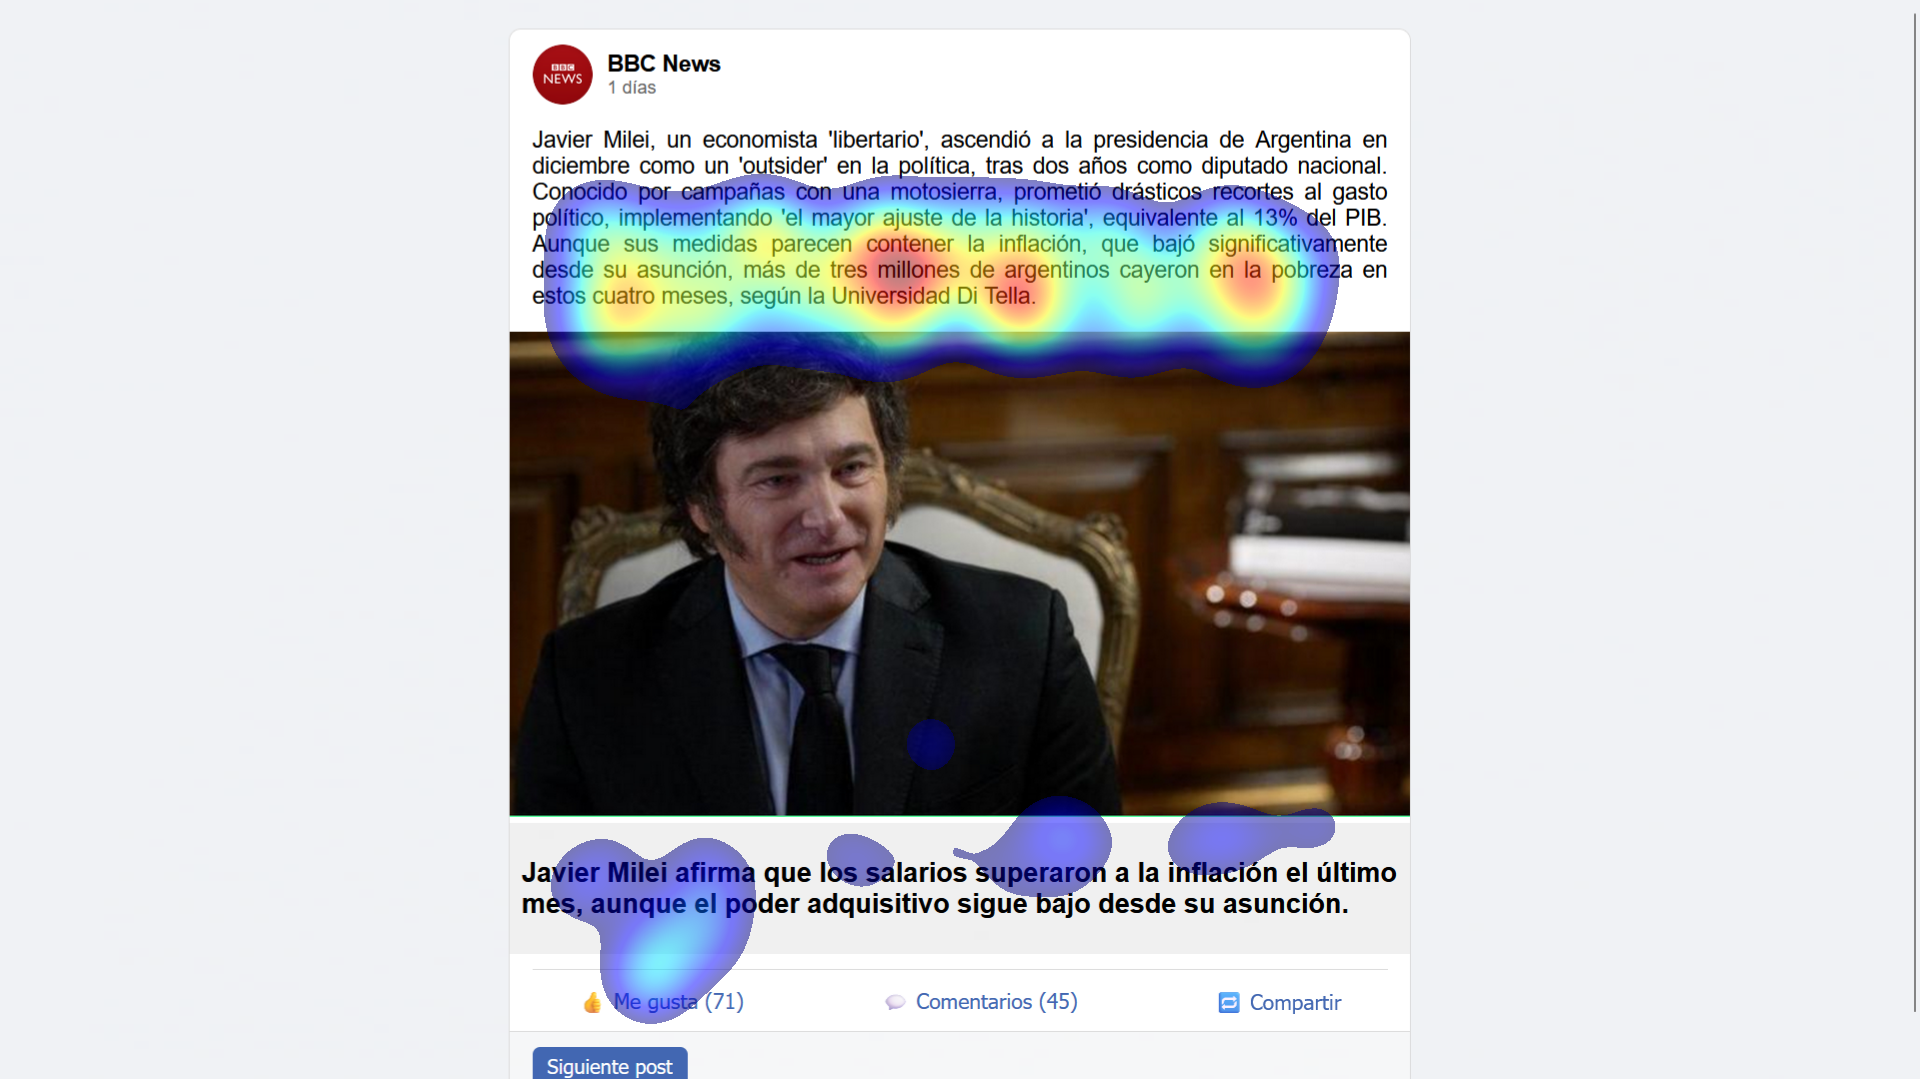 BBC
NEWS
BBC News
1 días
Javier Milei, un economista 'libertario', ascendió a la presidencia de Argentina en
diciembre como un 'outsider' en la política, tras dos años como diputado nacional.
Conocido por campañas con una motosierra, prometió drásticos recortes al gasto
político, implementando 'el mayor ajuste de la historia', equivalente al 13% del PIB.
Aunque sus medidas parecen contener la inflación, que bajó significativamente
desde su asunción, más de tres millones de argentinos cayeron en la pobreza en
estos cuatro meses, según la Universidad Di Tella.
Javier Milei afirma que los salarios superaron a la inflación el último
mes, aunque el poder adquisitivo sigue bajo desde su asunción.
👍 Me gusta (71)
💬 Comentarios (45)
🔁 Compartir
Siguiente post